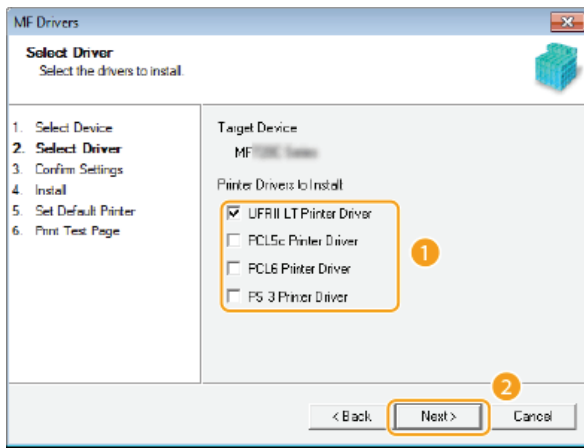 MF Drivers
Select Driver
Select the drivers to install.
1. Select Device
2. Select Driver
3. Confirm Settings
4. Install
5. Set Default Printer
6. Print Test Page
Target Device
MF
Printer Drivers to Install
UFRII LT Printer Driver
PCL5c Printer Driver
PCL6 Printer Driver
PS 3 Printer Driver
1
2
< Back
Next >
Cancel